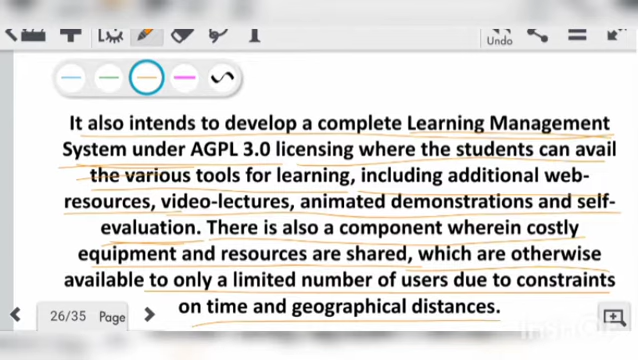 Undo
It also intends to develop a complete Learning Management
System under AGPL 3.0 licensing where the students can avail
the various tools for learning, including additional web-
resources, video-lectures, animated demonstrations and self-
evaluation. There is also a component wherein costly
equipment and resources are shared, which are otherwise
available to only a limited number of users due to constraints
on time and geographical distances.
26/35 Page